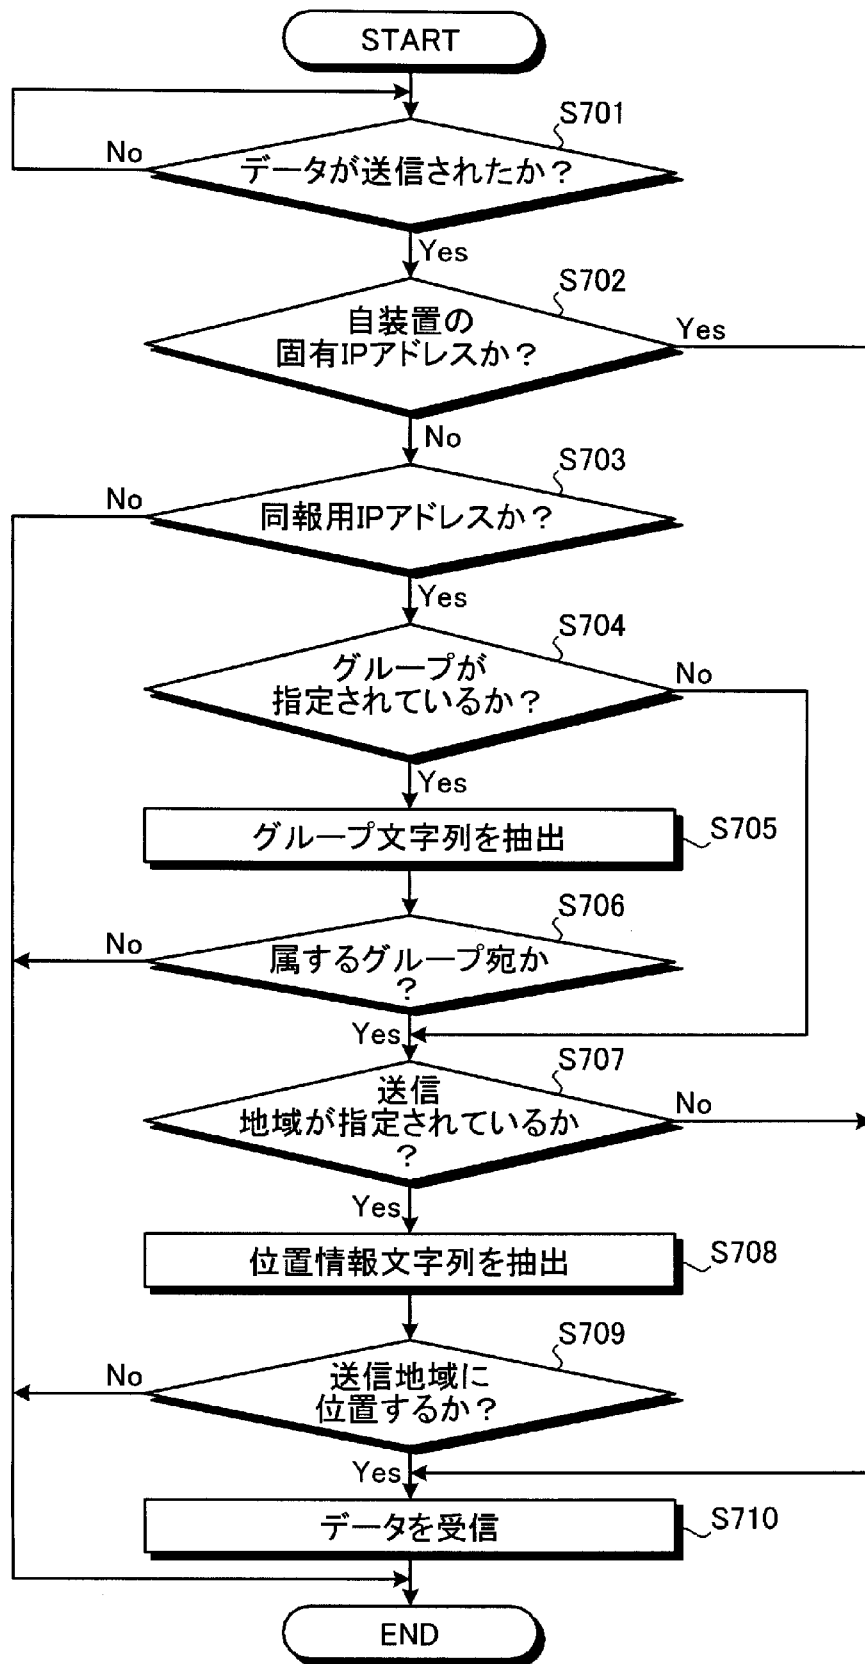 START
S701
No
データが送信されたか？
Yes
S702
自装置の
固有IPアドレスか？
Yes
No
S703
No
同報用IPアドレスか？
Yes
S704
グループが
指定されているか？
No
Yes
グループ文字列を抽出
S705
S706
No
属するグループ宛か
？
Yes
S707
送信
地域が指定されているか
？
No
Yes
位置情報文字列を抽出
S708
S709
No
送信地域に
位置するか？
Yes
データを受信
S710
END